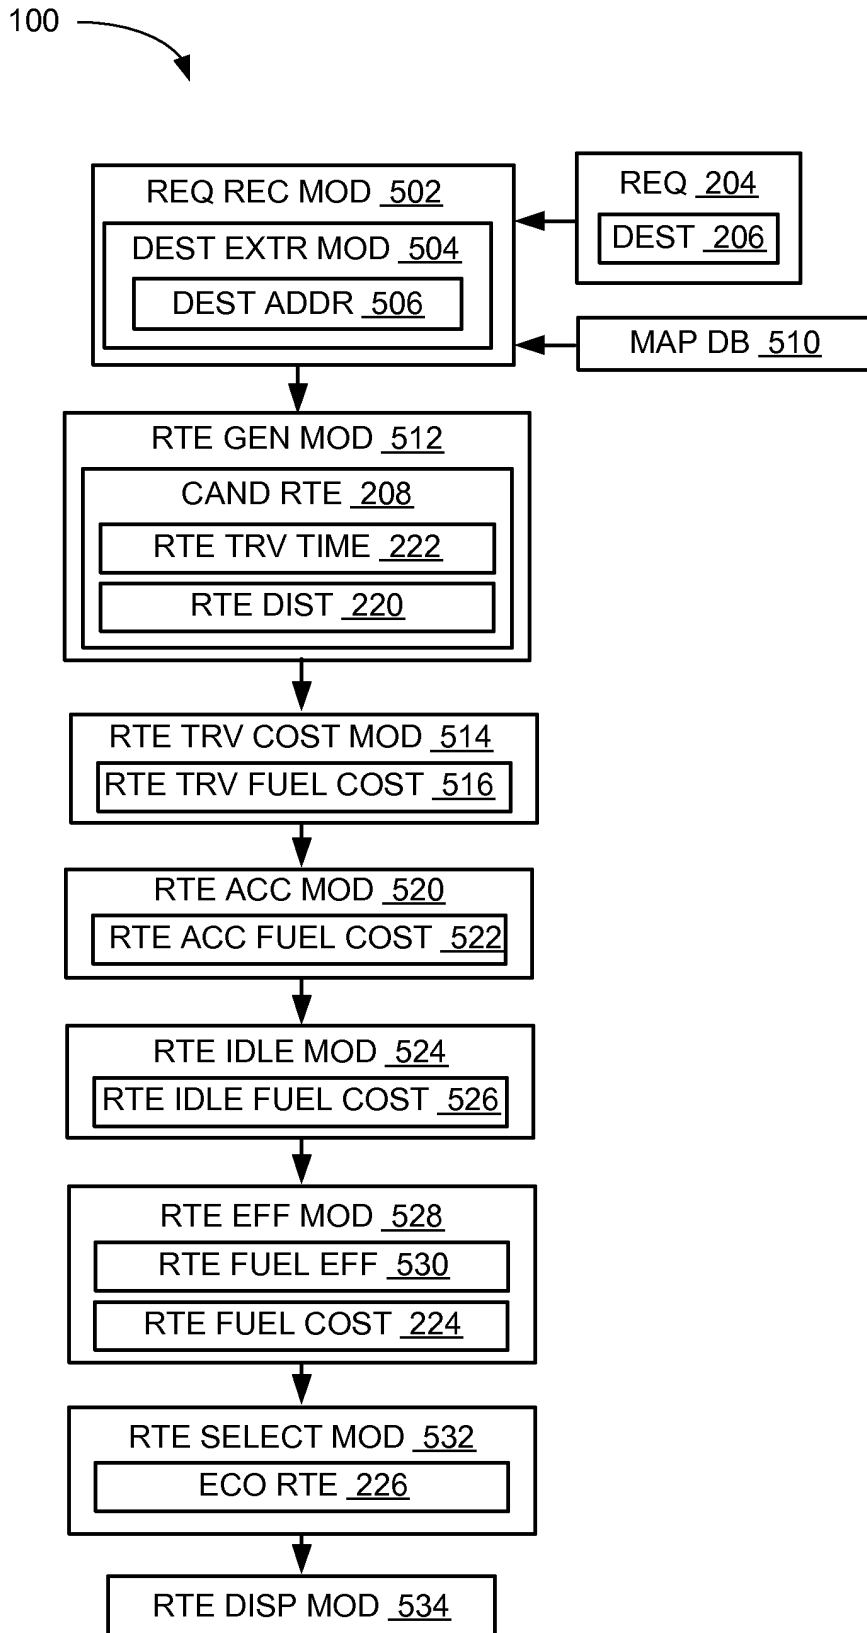 100
REQ REC MOD 502
DEST EXTR MOD 504
DEST ADDR 506
REQ 204
DEST 206
MAP DB 510
RTE GEN MOD 512
CAND RTE 208
RTE TRV TIME 222
RTE DIST 220
RTE TRV COST MOD 514
RTE TRV FUEL COST 516
RTE ACC MOD 520
RTE ACC FUEL COST 522
RTE IDLE MOD 524
RTE IDLE FUEL COST 526
RTE EFF MOD 528
RTE FUEL EFF 530
RTE FUEL COST 224
RTE SELECT MOD 532
ECO RTE 226
RTE DISP MOD 534